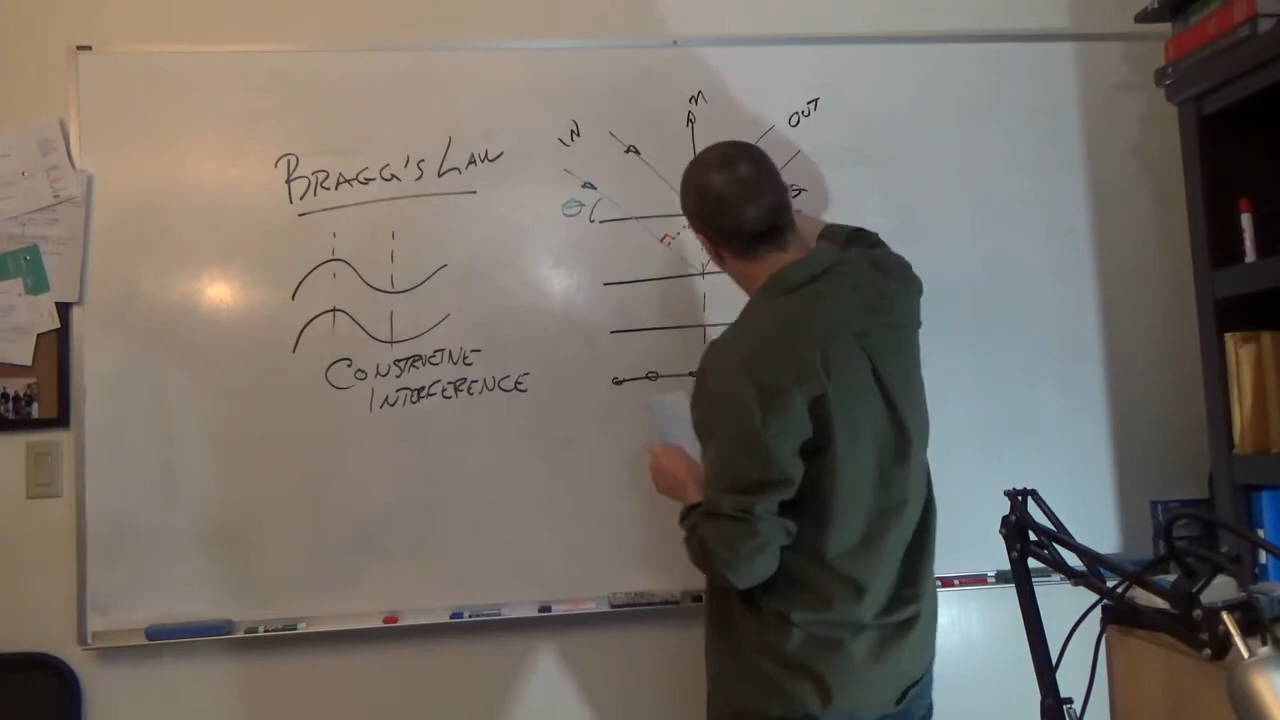 BRAGG'S LAW
CONSTRUCTIVE
INTERFERENCE
IN
θ
OUT